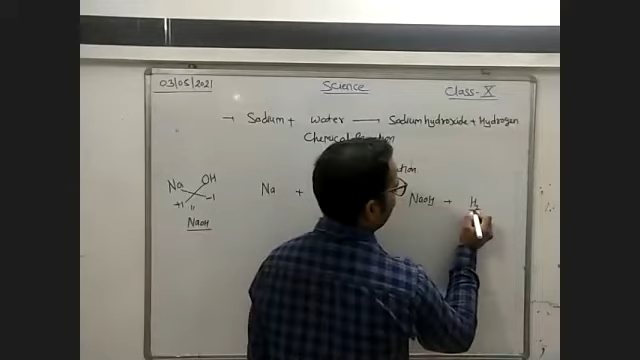 03/05/2021 Science Class-X
→ Sodium + water → Sodium hydroxide + Hydrogen
Chemical
Na OH
+1 -1
NaOH
Na + NaOH + H₂